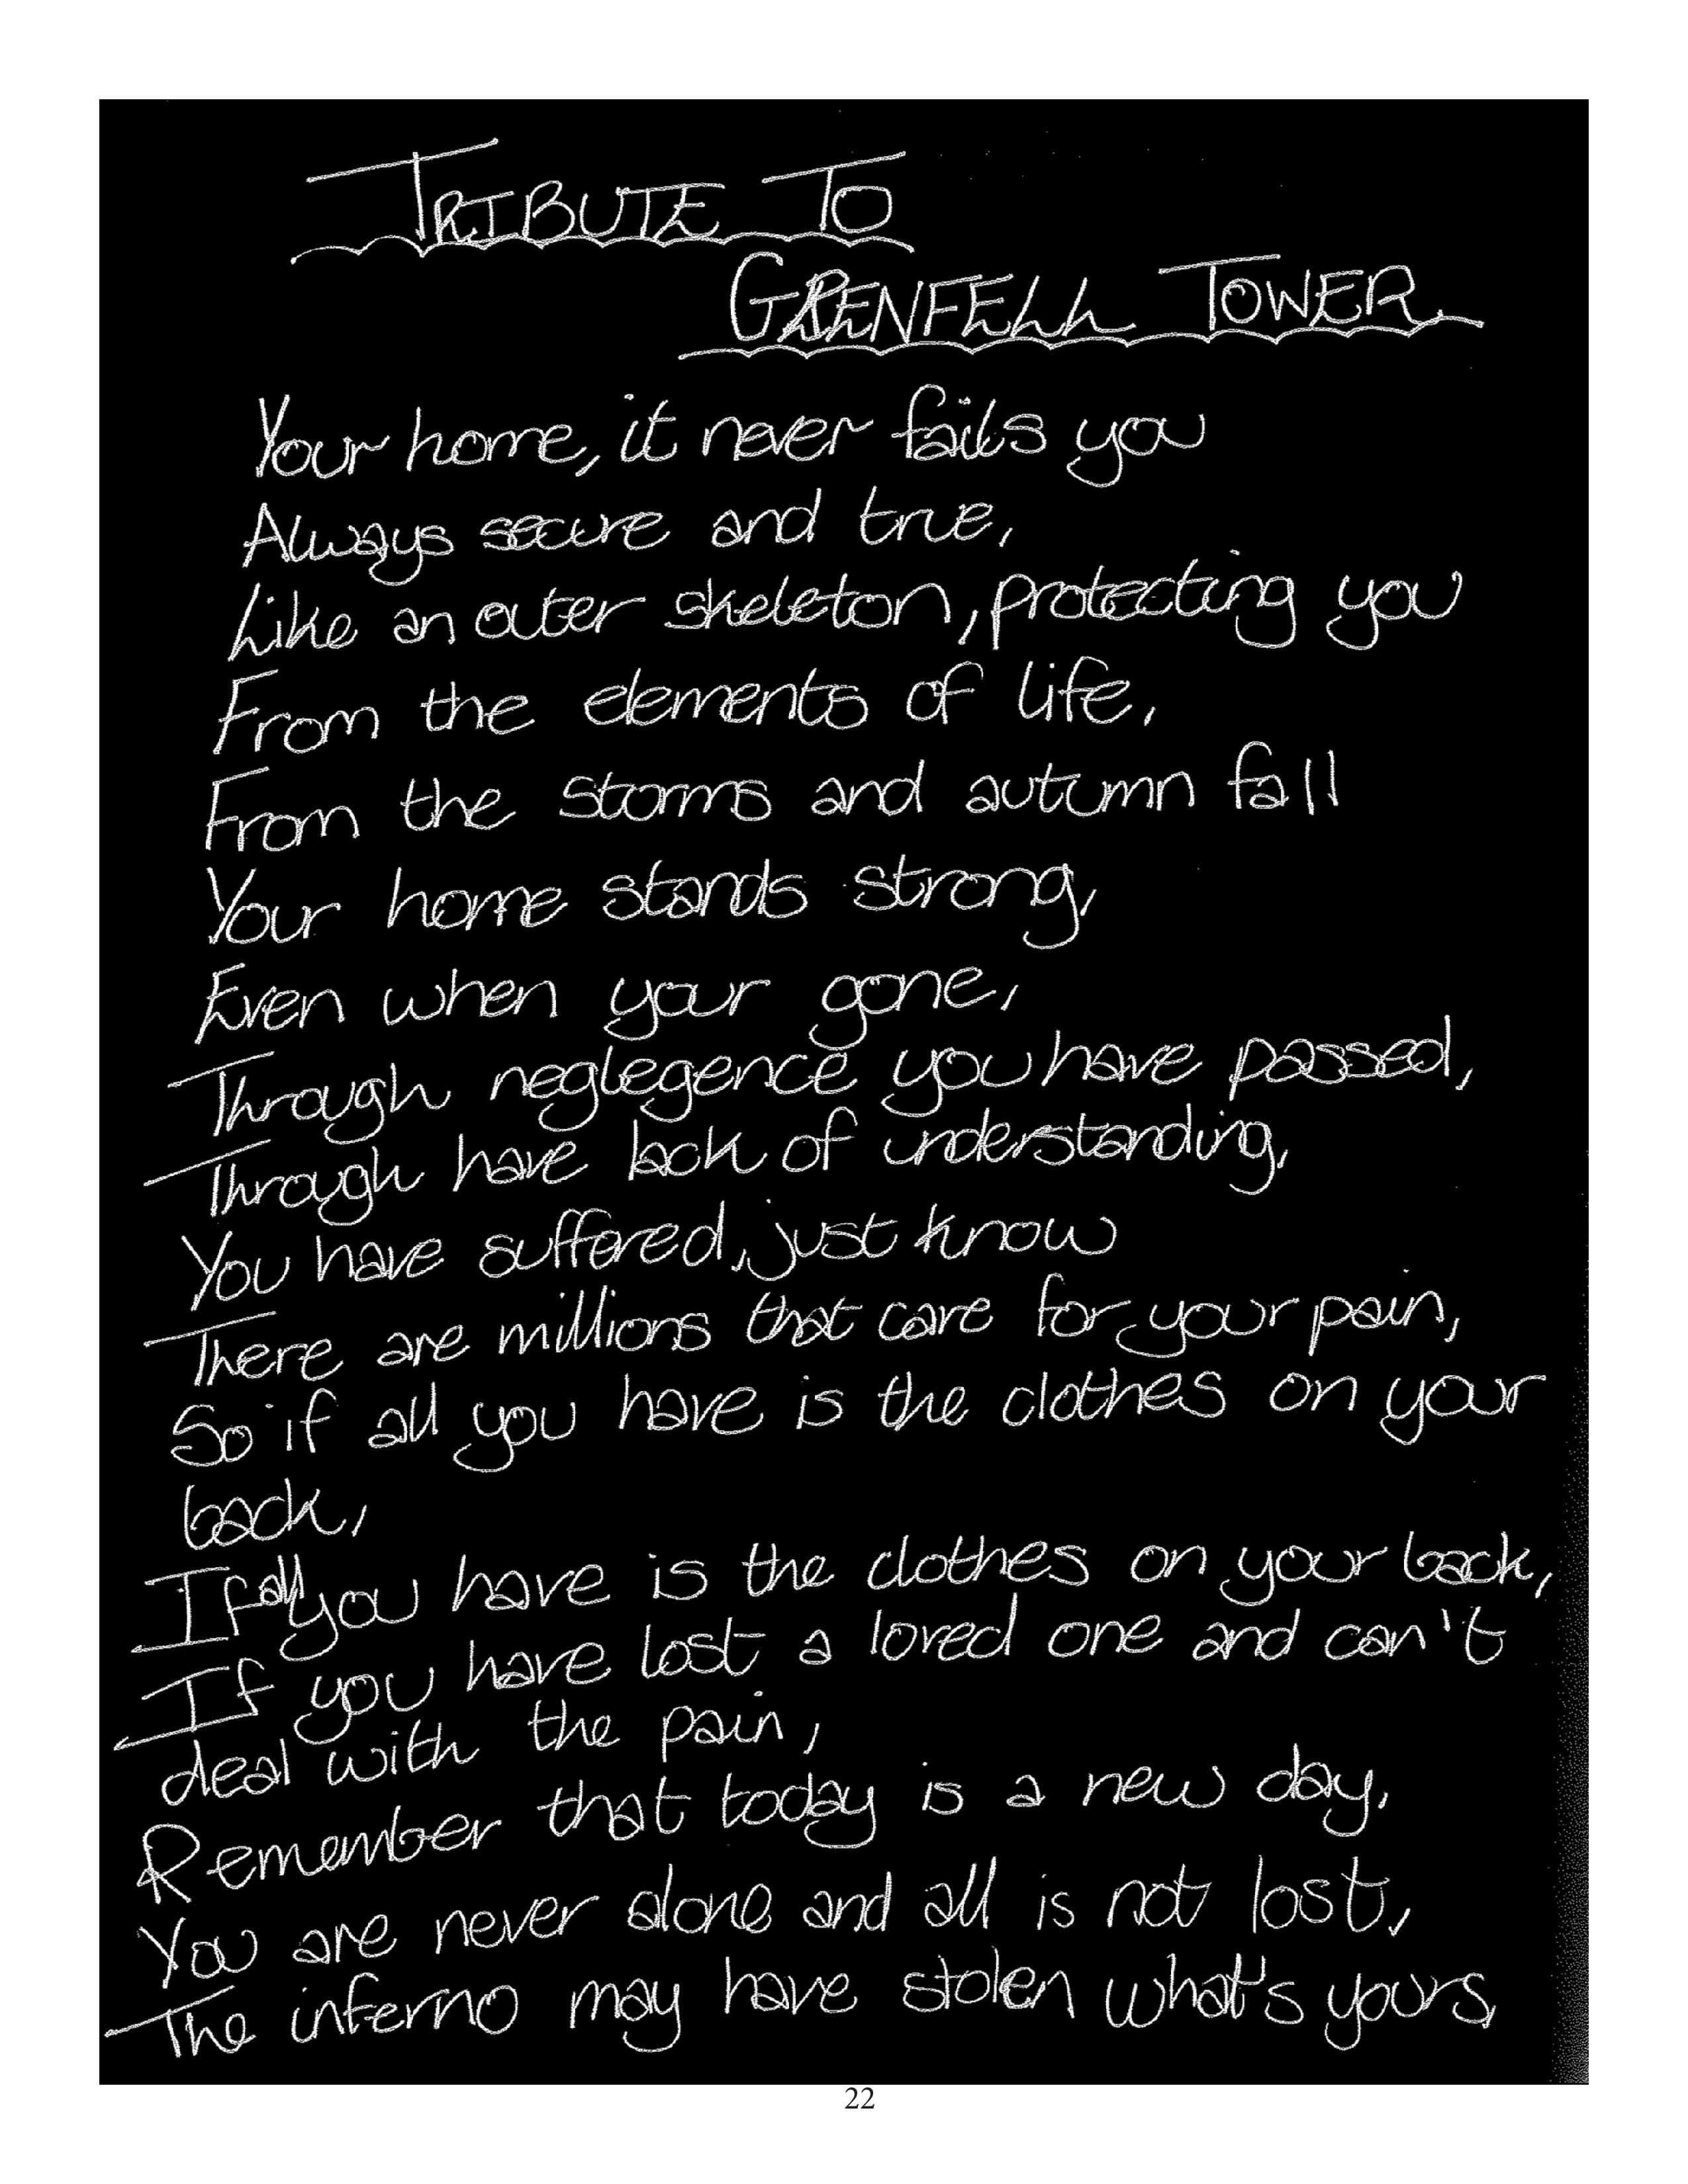 TRIBUTE TO
GRENFELL TOWER.
Your home, it never fails you
Always secure and true,
Like an outer skeleton, protecting you
From the elements of life,
From the storms and autumn fall
Your home stands strong,
Even when your gone,
Through neglegence you have passed,
Through have lack of understanding,
You have suffered, just know
There are millions that care for your pain,
So if all you have is the clothes on your
back,
If all you have is the clothes on your back,
If you have lost a loved one and can't
deal with the pain,
Remember that today is a new day,
You are never alone and all is not lost,
The inferno may have stolen what's yours,
22